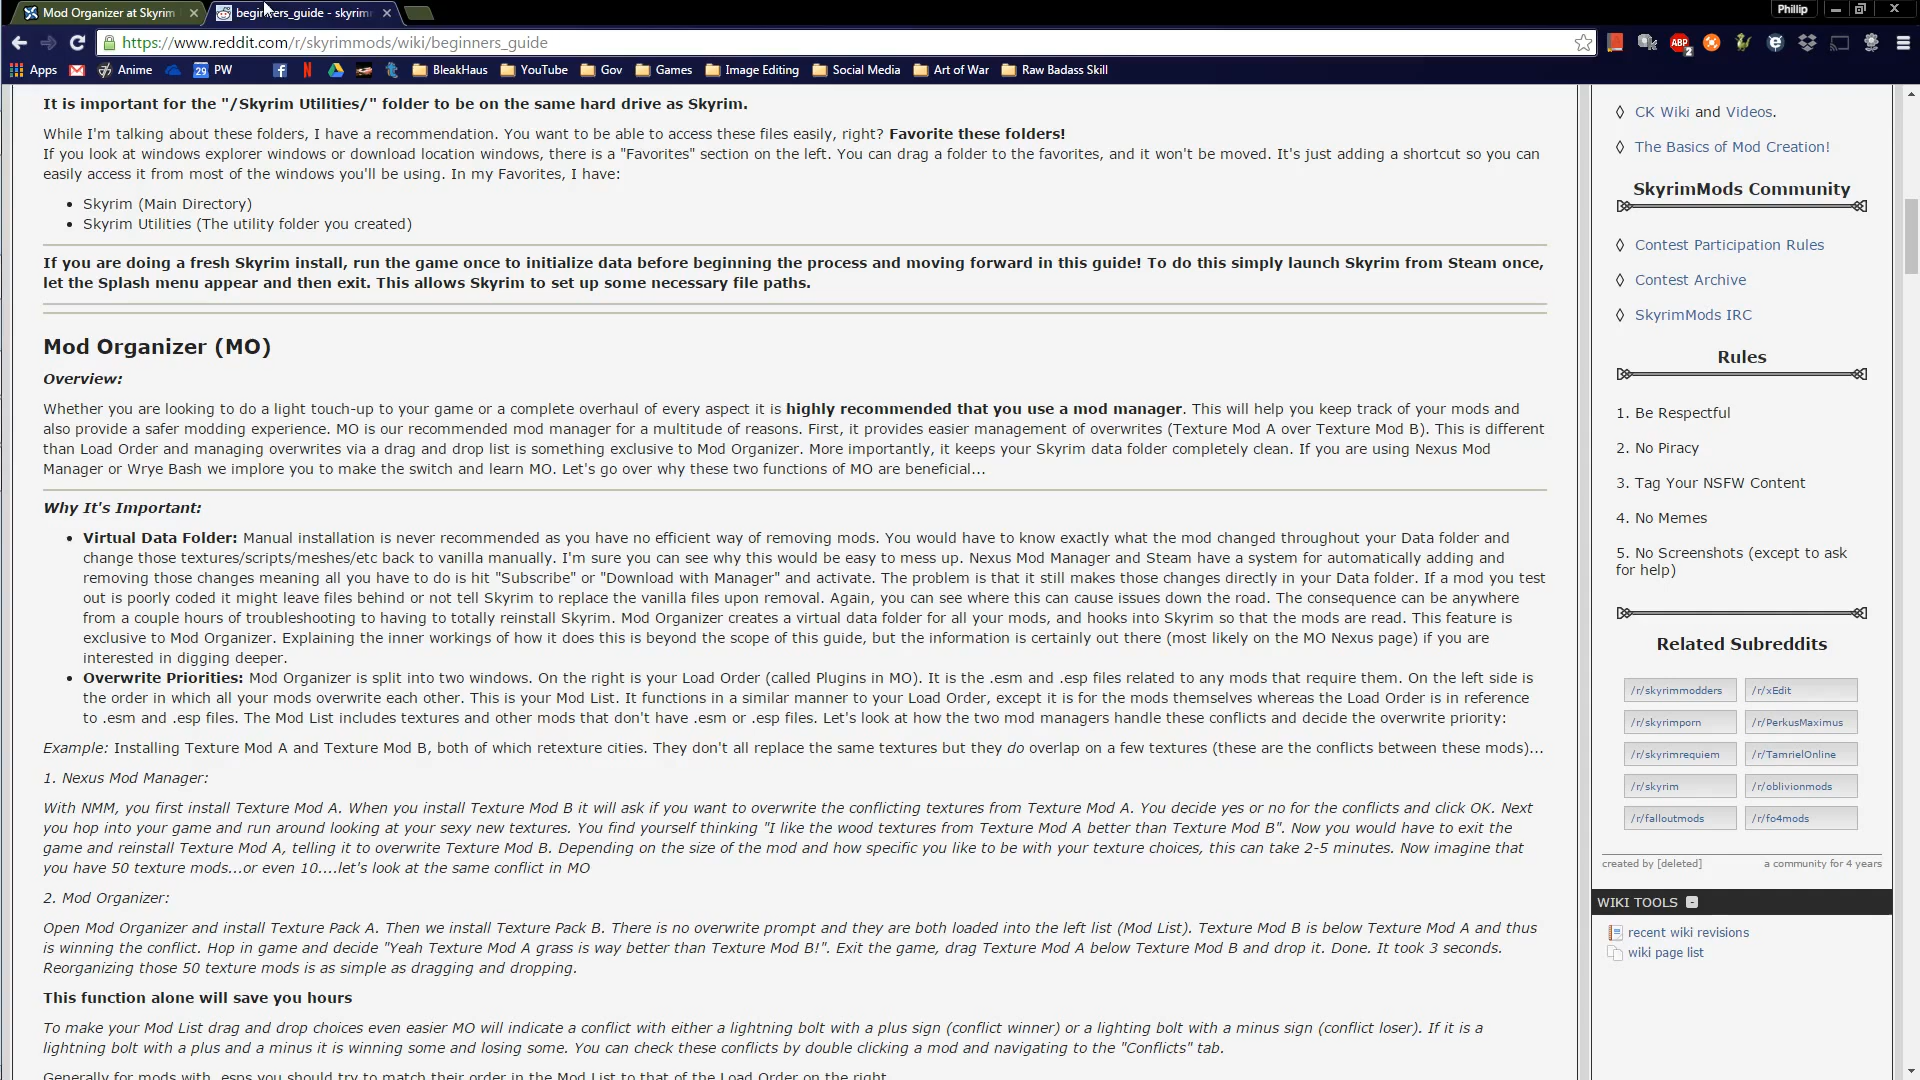 Mod Organizer at Skyrim
beginners_guide - skyrim
Phillip
https://www.reddit.com/r/skyrimmods/wiki/beginners_guide
Apps
Anime
29
PW
BleakHaus
YouTube
Gov
Games
Image Editing
Social Media
Art of War
Raw Badass Skill
ABP
2
It is important for the "/Skyrim Utilities/" folder to be on the same hard drive as Skyrim.
While I'm talking about these folders, I have a recommendation. You want to be able to access these files easily, right? Favorite these folders!
If you look at windows explorer windows or download location windows, there is a "Favorites" section on the left. You can drag a folder to the favorites, and it won't be moved. It's just adding a shortcut so you can
easily access it from most of the windows you'll be using. In my Favorites, I have:
• Skyrim (Main Directory)
• Skyrim Utilities (The utility folder you created)
If you are doing a fresh Skyrim install, run the game once to initialize data before beginning the process and moving forward in this guide! To do this simply launch Skyrim from Steam once,
let the Splash menu appear and then exit. This allows Skyrim to set up some necessary file paths.
Mod Organizer (MO)
Overview:
Whether you are looking to do a light touch-up to your game or a complete overhaul of every aspect it is highly recommended that you use a mod manager. This will help you keep track of your mods and
also provide a safer modding experience. MO is our recommended mod manager for a multitude of reasons. First, it provides easier management of overwrites (Texture Mod A over Texture Mod B). This is different
than Load Order and managing overwrites via a drag and drop list is something exclusive to Mod Organizer. More importantly, it keeps your Skyrim data folder completely clean. If you are using Nexus Mod
Manager or Wrye Bash we implore you to make the switch and learn MO. Let's go over why these two functions of MO are beneficial...
Why It's Important:
• Virtual Data Folder: Manual installation is never recommended as you have no efficient way of removing mods. You would have to know exactly what the mod changed throughout your Data folder and
change those textures/scripts/meshes/etc back to vanilla manually. I'm sure you can see why this would be easy to mess up. Nexus Mod Manager and Steam have a system for automatically adding and
removing those changes meaning all you have to do is hit "Subscribe" or "Download with Manager" and activate. The problem is that it still makes those changes directly in your Data folder. If a mod you test
out is poorly coded it might leave files behind or not tell Skyrim to replace the vanilla files upon removal. Again, you can see where this can cause issues down the road. The consequence can be anywhere
from a couple hours of troubleshooting to having to totally reinstall Skyrim. Mod Organizer creates a virtual data folder for all your mods, and hooks into Skyrim so that the mods are read. This feature is
exclusive to Mod Organizer. Explaining the inner workings of how it does this is beyond the scope of this guide, but the information is certainly out there (most likely on the MO Nexus page) if you are
interested in digging deeper.
• Overwrite Priorities: Mod Organizer is split into two windows. On the right is your Load Order (called Plugins in MO). It is the .esm and .esp files related to any mods that require them. On the left side is
the order in which all your mods overwrite each other. This is your Mod List. It functions in a similar manner to your Load Order, except it is for the mods themselves whereas the Load Order is in reference
to .esm and .esp files. The Mod List includes textures and other mods that don't have .esm or .esp files. Let's look at how the two mod managers handle these conflicts and decide the overwrite priority:
Example: Installing Texture Mod A and Texture Mod B, both of which retexture cities. They don't all replace the same textures but they do overlap on a few textures (these are the conflicts between these mods)...
1. Nexus Mod Manager:
With NMM, you first install Texture Mod A. When you install Texture Mod B it will ask if you want to overwrite the conflicting textures from Texture Mod A. You decide yes or no for the conflicts and click OK. Next
you hop into your game and run around looking at your sexy new textures. You find yourself thinking "I like the wood textures from Texture Mod A better than Texture Mod B". Now you would have to exit the
game and reinstall Texture Mod A, telling it to overwrite Texture Mod B. Depending on the size of the mod and how specific you like to be with your texture choices, this can take 2-5 minutes. Now imagine that
you have 50 texture mods...or even 10....let's look at the same conflict in MO
2. Mod Organizer:
Open Mod Organizer and install Texture Pack A. Then we install Texture Pack B. There is no overwrite prompt and they are both loaded into the left list (Mod List). Texture Mod B is below Texture Mod A and thus
is winning the conflict. Hop in game and decide "Yeah Texture Mod A grass is way better than Texture Mod B!". Exit the game, drag Texture Mod A below Texture Mod B and drop it. Done. It took 3 seconds.
Reorganizing those 50 texture mods is as simple as dragging and dropping.
This function alone will save you hours
To make your Mod List drag and drop choices even easier MO will indicate a conflict with either a lightning bolt with a plus sign (conflict winner) or a lighting bolt with a minus sign (conflict loser). If it is a
lightning bolt with a plus and a minus it is winning some and losing some. You can check these conflicts by double clicking a mod and navigating to the "Conflicts" tab.
Generally for mods with .esps you should try to match their order in the Mod List to that of the Load Order on the right.
CK Wiki and Videos.
The Basics of Mod Creation!
SkyrimMods Community
Contest Participation Rules
Contest Archive
SkyrimMods IRC
Rules
1. Be Respectful
2. No Piracy
3. Tag Your NSFW Content
4. No Memes
5. No Screenshots (except to ask
for help)
Related Subreddits
/r/skyrimmodders
/r/xEdit
/r/skyrimporn
/r/PerkusMaximus
/r/skyrimrequiem
/r/TamrielOnline
/r/skyrim
/r/oblivionmods
/r/falloutmods
/r/fo4mods
created by [deleted]
a community for 4 years
WIKI TOOLS
recent wiki revisions
wiki page list